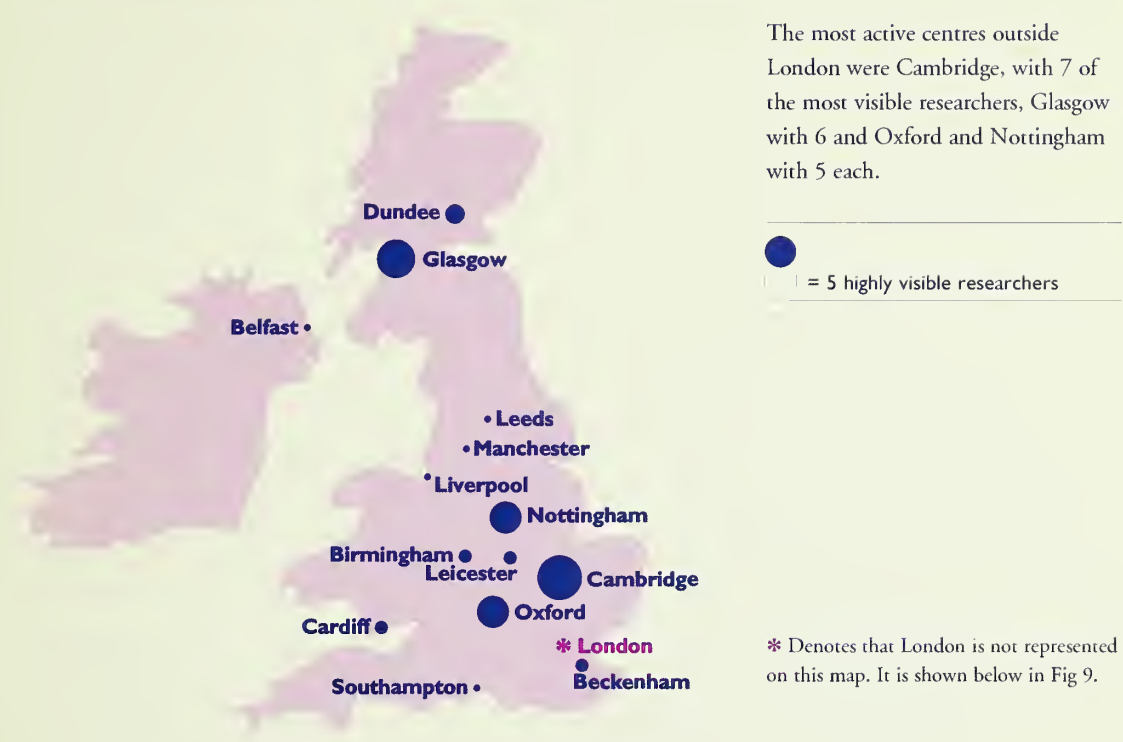 The most active centres outside
London were Cambridge, with 7 of
the most visible researchers, Glasgow
with 6 and Oxford and Nottingham
with 5 each.
= 5 highly visible researchers
Dundee
Glasgow
Belfast
Leeds
Manchester
Liverpool
Nottingham
Birmingham
Leicester
Cambridge
Oxford
Cardiff
* London
Beckenham
Southampton
* Denotes that London is not represented
on this map. It is shown below in Fig 9.